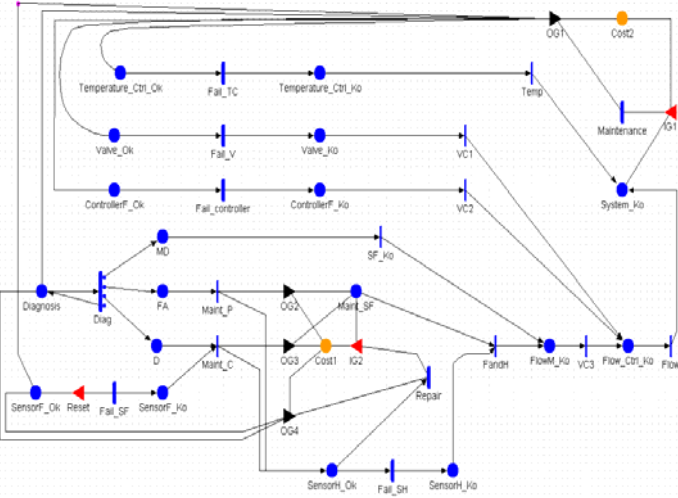 OG1
Cost2
Temperature_Ctrl_Ok
Fail_TC
Temperature_Ctrl_Ko
Temp
Maintenance
IG1
Valve_Ok
Fail_V
Valve_Ko
VC1
ControllerF_Ok
Fail_controller
ControllerF_Ko
VC2
System_Ko
MD
SF_Ko
Diagnosis
Diag
FA
Maint_P
OG2
Maint_SF
D
Maint_C
OG3
Cost1
IG2
FandH
FlowM_Ko
VC3
Flow_Ctrl_Ko
Flow
SensorF_Ok
Reset
Fail_SF
SensorF_Ko
Repair
OG4
SensorH_Ok
Fail_SH
SensorH_Ko